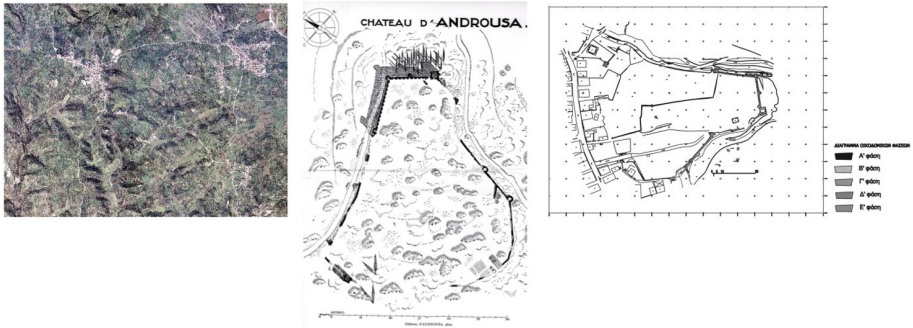 CHATEAU D'ANDROUSA.
Château d'ANDROUSA, plan.
ΔΙΑΓΡΑΜΜΑ ΟΙΚΟΔΟΜΙΚΩΝ ΦΑΣΕΩΝ
Α' φάση
Β' φάση
Γ' φάση
Δ' φάση
Ε' φάση